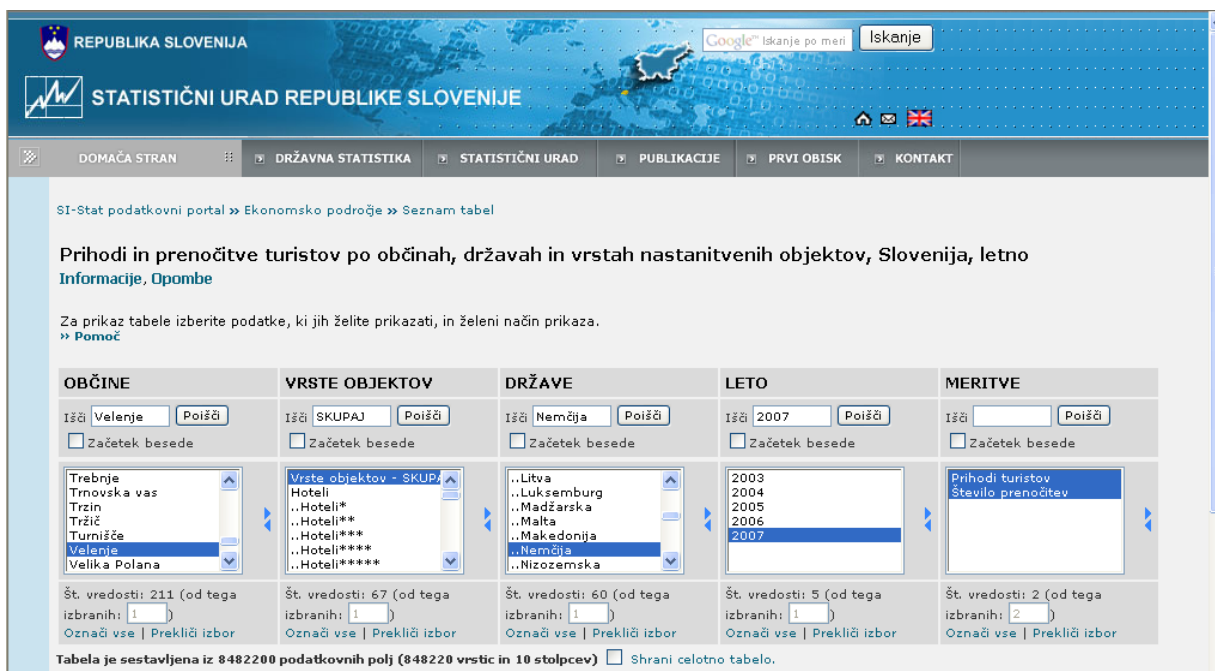 REPUBLIKA SLOVENIJA
Google™ Iskanje po meri Iskanje
STATISTIČNI URAD REPUBLIKE SLOVENIJE
DOMAČA STRAN DRŽAVNA STATISTIKA STATISTIČNI URAD PUBLIKACIJE PRVI OBISK KONTAKT
SI-Stat podatkovni portal » Ekonomsko področje » Seznam tabel
Prihodi in prenočitve turistov po občinah, državah in vrstah nastanitvenih objektov, Slovenija, letno
Informacije, Opombe
Za prikaz tabele izberite podatke, ki jih želite prikazati, in želeni način prikaza.
» Pomoč
OBČINE
Išči Velenje Poišči
Začetek besede
Trebnje
Trnovska vas
Trzin
Tržič
Turnišče
Velenje
Velika Polana
Št. vredosti: 211 (od tega
izbranih: 1 )
Označi vse | Prekliči izbor
VRSTE OBJEKTOV
Išči SKUPAJ Poišči
Začetek besede
Vrste objektov - SKUPA
Hoteli
..Hoteli*
..Hoteli**
..Hoteli***
..Hoteli****
..Hoteli*****
Št. vredosti: 67 (od tega
izbranih: 1 )
Označi vse | Prekliči izbor
DRŽAVE
Išči Nemčija Poišči
Začetek besede
..Litva
..Luksemburg
..Madžarska
..Malta
..Makedonija
..Nemčija
..Nizozemska
Št. vredosti: 60 (od tega
izbranih: 1 )
Označi vse | Prekliči izbor
LETO
Išči 2007 Poišči
Začetek besede
2003
2004
2005
2006
2007
Št. vredosti: 5 (od tega
izbranih: 1 )
Označi vse | Prekliči izbor
MERITVE
Išči Poišči
Začetek besede
Prihodi turistov
Število prenočitev
Št. vredosti: 2 (od tega
izbranih: 2 )
Označi vse | Prekliči izbor
Tabela je sestavljena iz 8482200 podatkovnih polj (848220 vrstic in 10 stolpcev) Shrani celotno tabelo.